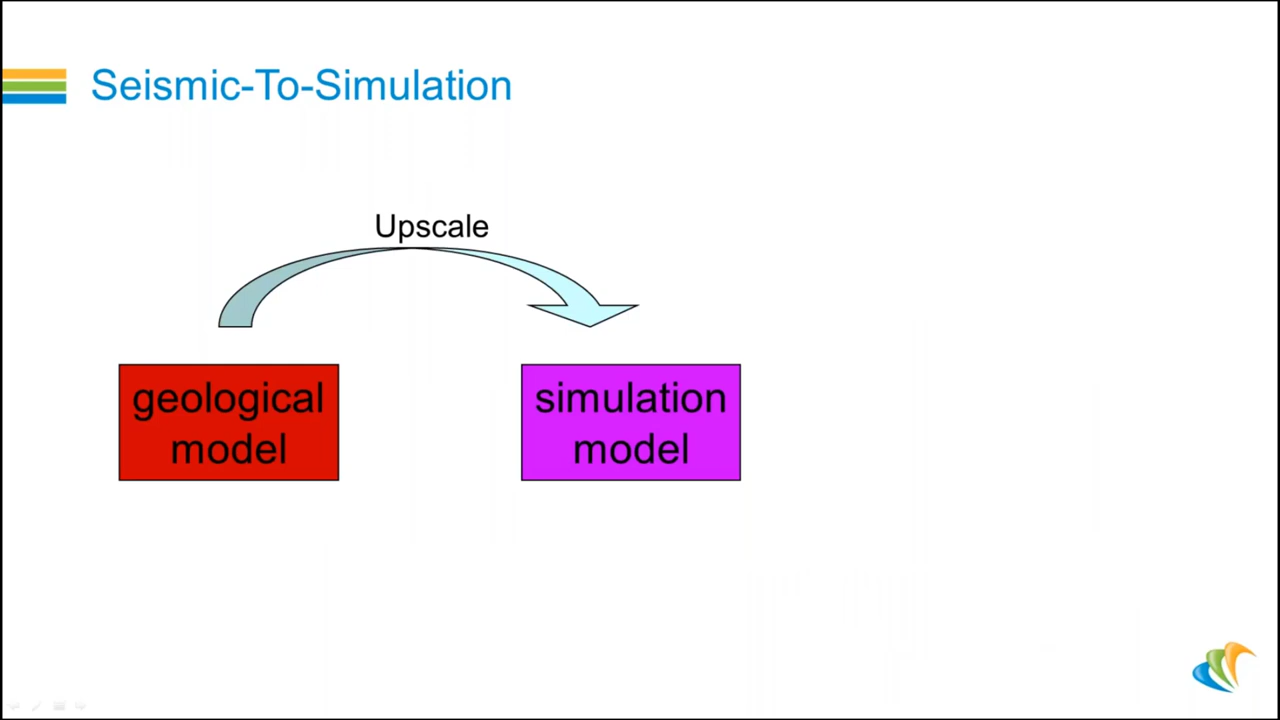 Seismic-To-Simulation
Upscale
geological
model
simulation
model